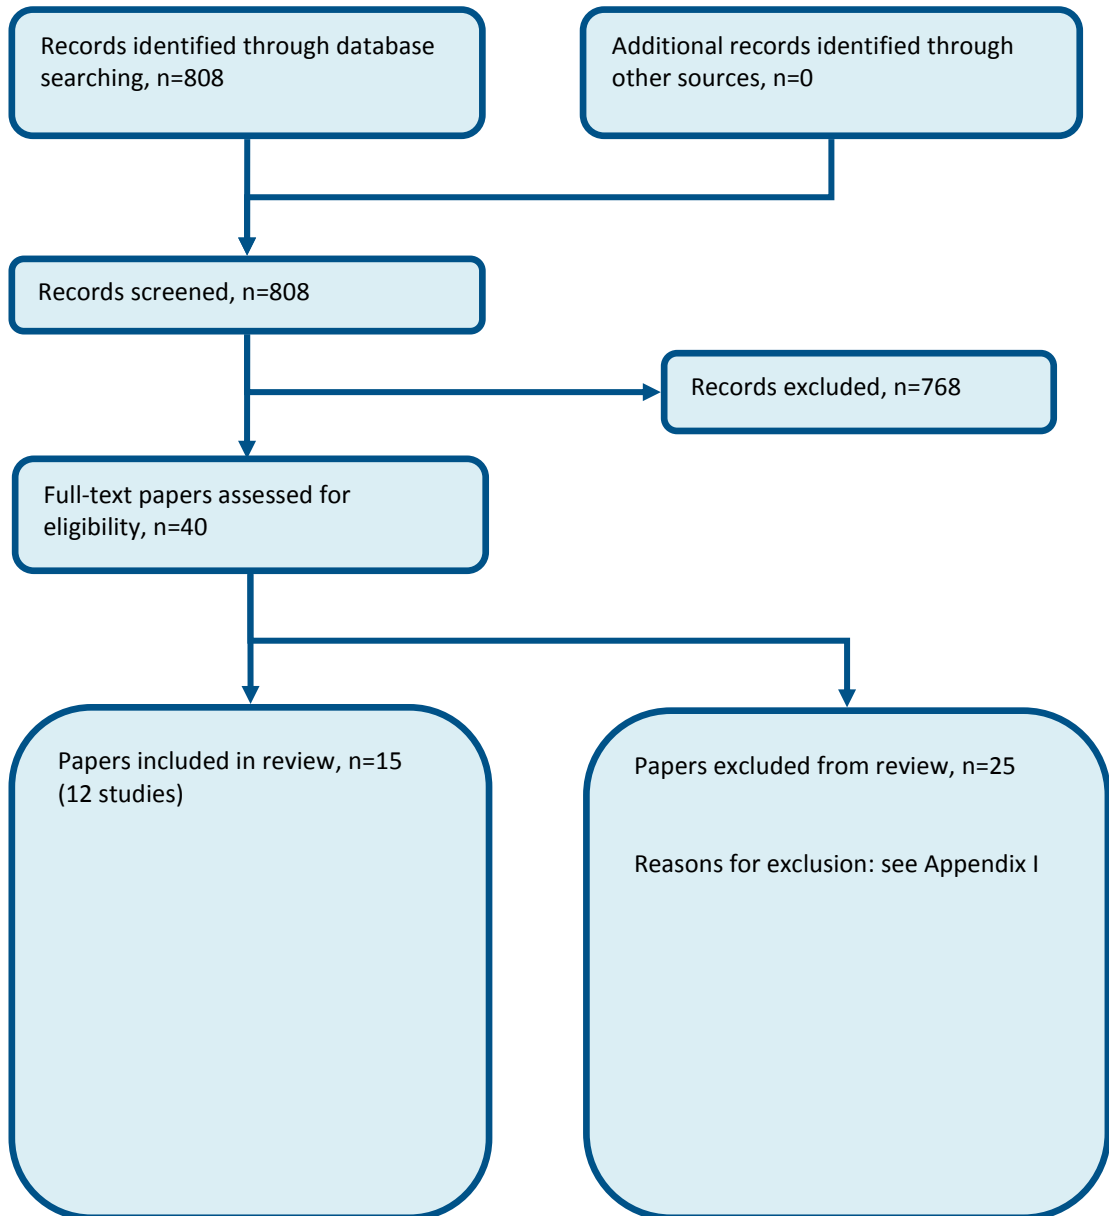 Records identified through database
searching, n=808
Additional records identified through
other sources, n=0
Records screened, n=808
Records excluded, n=768
Full-text papers assessed for
eligibility, n=40
Papers included in review, n=15
(12 studies)
Papers excluded from review, n=25
Reasons for exclusion: see Appendix I